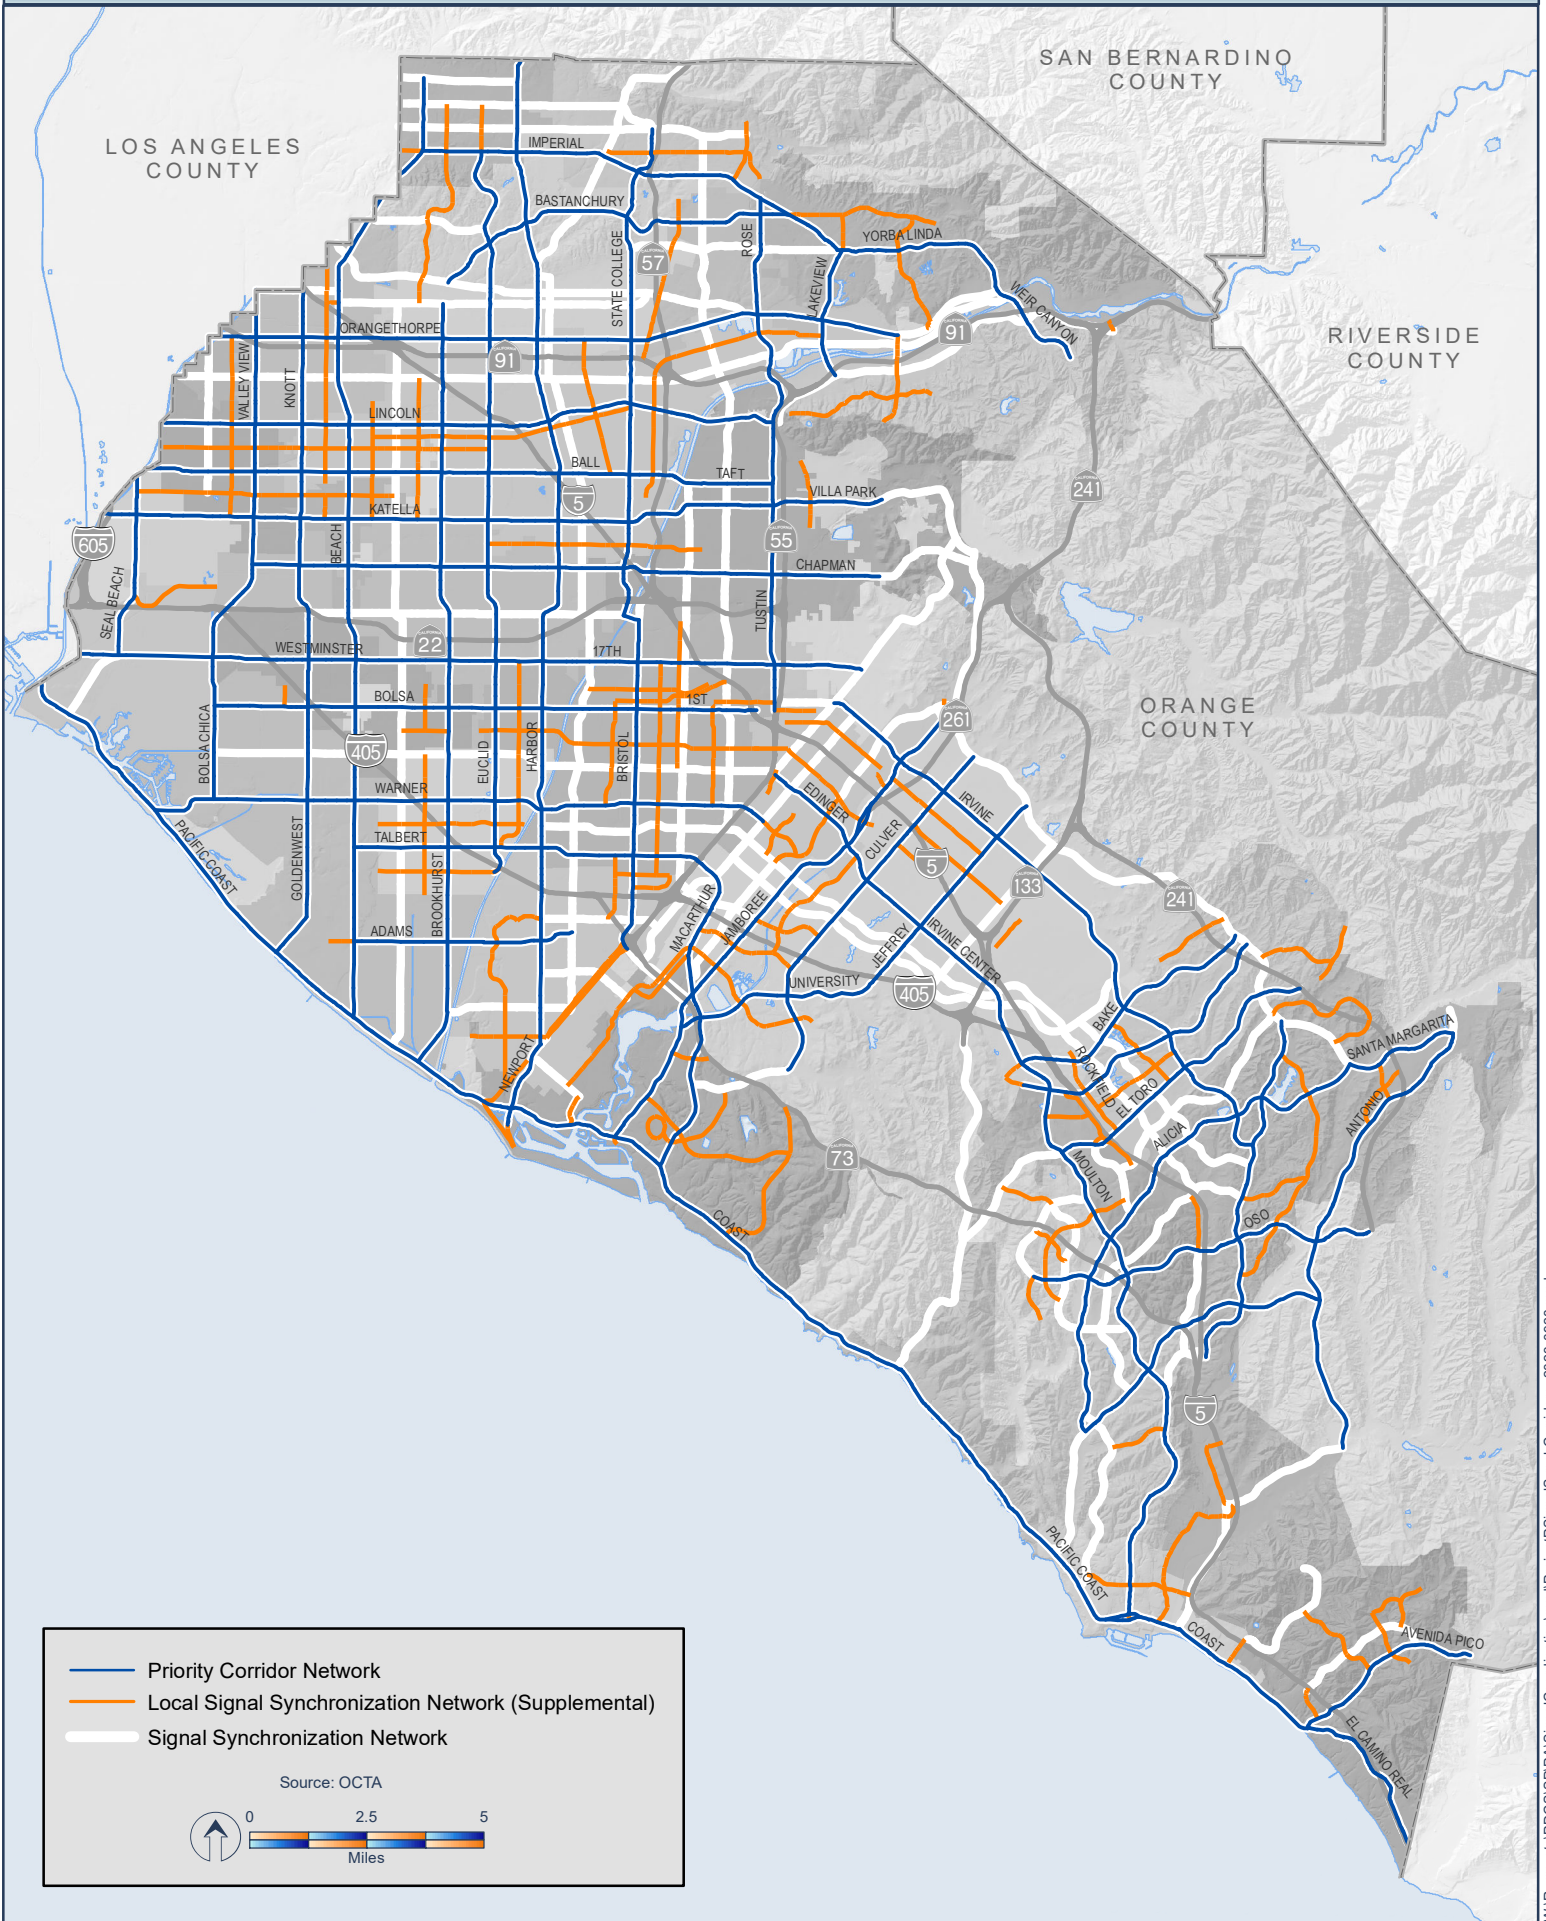 SAN BERNARDINO
COUNTY
LOS ANGELES
COUNTY
IMPERIAL
BASTANCHURY
STATE COLLEGE
57
ROSE
YORBA LINDA
LAKEVIEW
WEIR CANYON
ORANGETHORPE
91
91
RIVERSIDE
COUNTY
VALLEY VIEW
KNOTT
LINCOLN
BALL
TAFT
5
VILLA PARK
241
KATELLA
605
BEACH
55
SEAL BEACH
CHAPMAN
TUSTIN
22
WESTMINSTER
17TH
BOLSA
1ST
261
ORANGE
COUNTY
BOLSA CHICA
405
EUCLID
HARBOR
BRISTOL
WARNER
EDINGER
IRVINE
PACIFIC COAST
TALBERT
CULVER
GOLDENWEST
5
133
241
BROOKHURST
MACARTHUR
JAMBOREE
ADAMS
JEFFREY
IRVINE CENTER
UNIVERSITY
405
BAKE
SANTA MARGARITA
NEWPORT
ROCKFIELD
EL TORO
ANTONIO
ALICIA
73
MOULTON
COAST
OSO
5
PACIFIC COAST
COAST
AVENIDA PICO
EL CAMINO REAL
Priority Corridor Network
Local Signal Synchronization Network (Supplemental)
Signal Synchronization Network
Source: OCTA
0 2.5 5
Miles